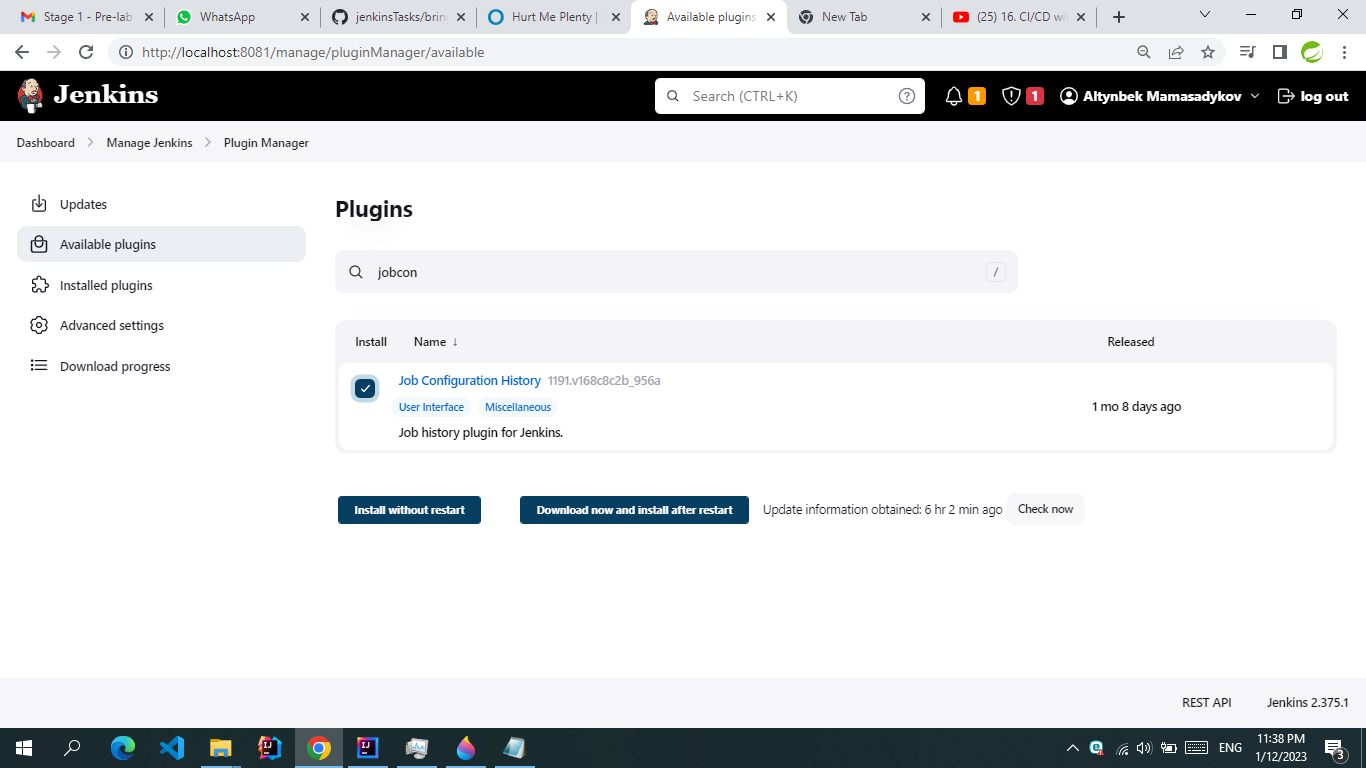 Stage 1 - Pre-lab
WhatsApp
jenkinsTasks/brin
Hurt Me Plenty |
Available plugins
New Tab
(25) 16. CI/CD wi
http://localhost:8081/manage/pluginManager/available
Jenkins
Search (CTRL+K)
?
1
1
Altynbek Mamasadykov
log out
Dashboard
Manage Jenkins
Plugin Manager
Updates
Available plugins
Installed plugins
Advanced settings
Download progress
Plugins
jobcon
/
Install
Name ↓
Released
Job Configuration History 1191.v168c8c2b_956a
User Interface
Miscellaneous
Job history plugin for Jenkins.
1 mo 8 days ago
Install without restart
Download now and install after restart
Update information obtained: 6 hr 2 min ago
Check now
REST API
Jenkins 2.375.1
ENG
11:38 PM
1/12/2023
3